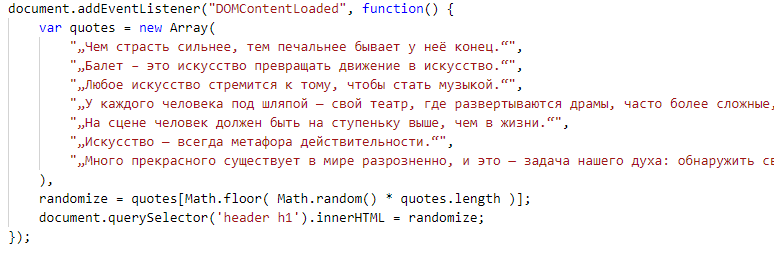 document.addEventListener("DOMContentLoaded", function() {
var quotes = new Array(
"„Чем страсть сильнее, тем печальнее бывает у неё конец.“",
"„Балет – это искусство превращать движение в искусство.“",
"„Любое искусство стремится к тому, чтобы стать музыкой.“",
"„У каждого человека под шляпой — свой театр, где развертываются драмы, часто более сложные,
"„На сцене человек должен быть на ступеньку выше, чем в жизни.“",
"„Искусство — всегда метафора действительности.“",
"„Много прекрасного существует в мире разрозненно, и это — задача нашего духа: обнаружить
),
randomize = quotes[Math.floor( Math.random() * quotes.length )];
document.querySelector('header h1').innerHTML = randomize;
});